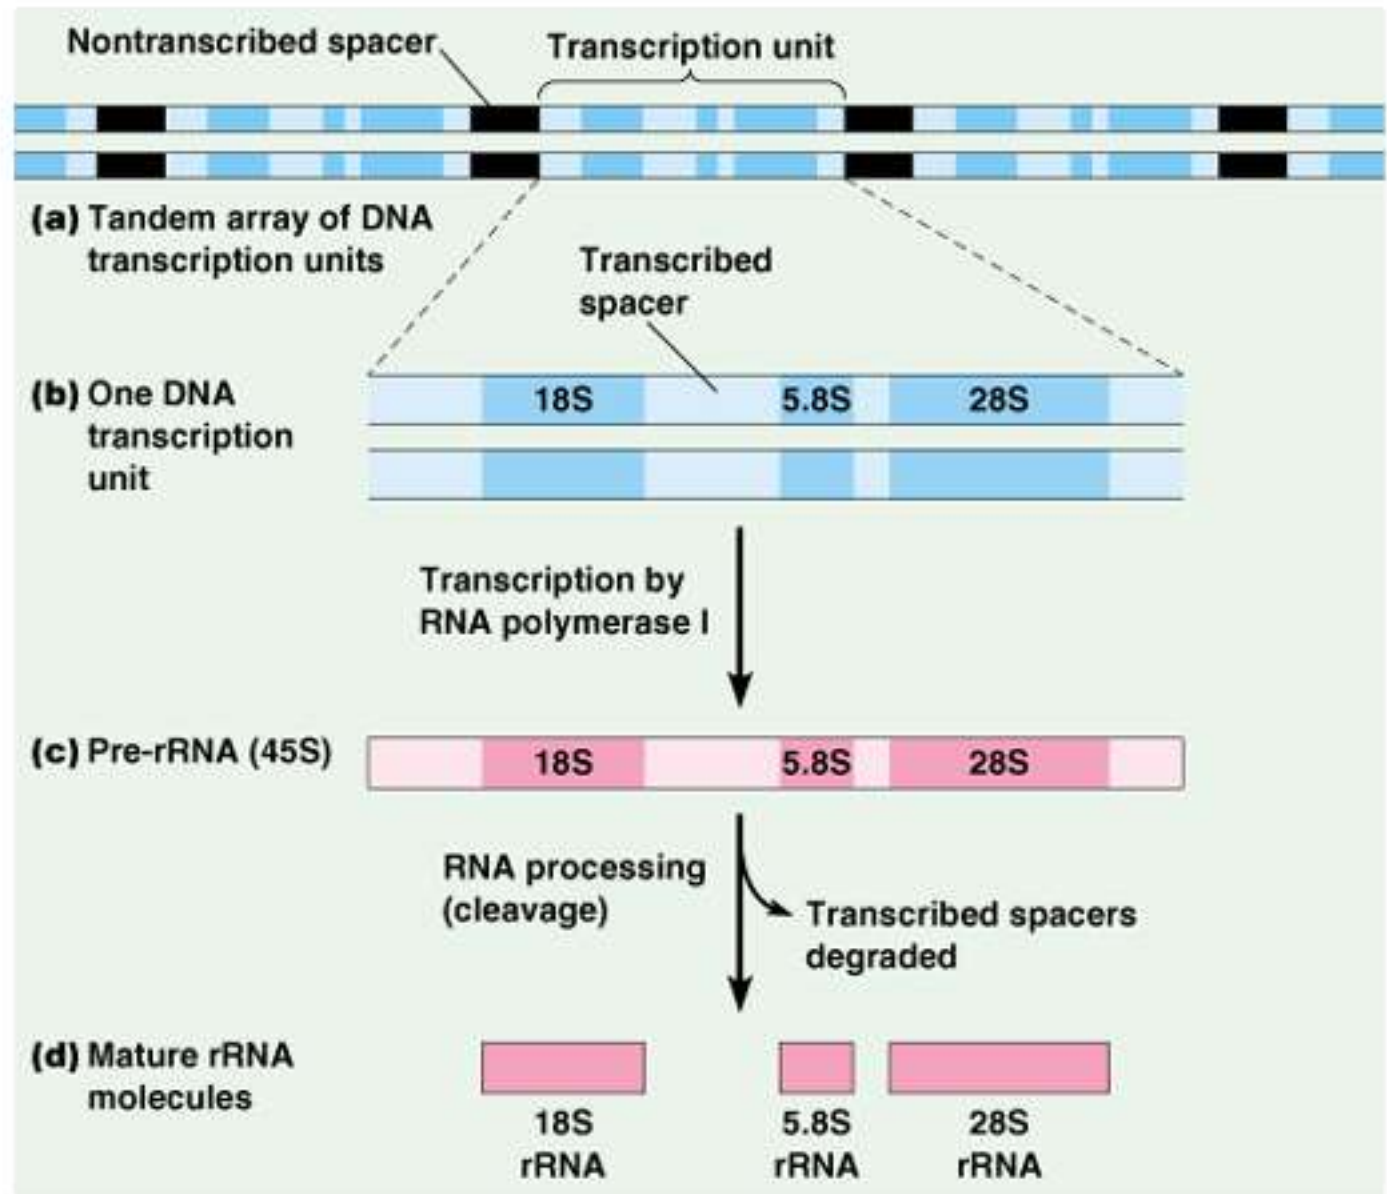 Nontranscribed spacer
Transcription unit
(a) Tandem array of DNA
transcription units
Transcribed
spacer
(b) One DNA
transcription
unit
18S
5.8S
28S
Transcription by
RNA polymerase I
(c) Pre-rRNA (45S)
18S
5.8S
28S
RNA processing
(cleavage)
Transcribed spacers
degraded
(d) Mature rRNA
molecules
18S
rRNA
5.8S
rRNA
28S
rRNA